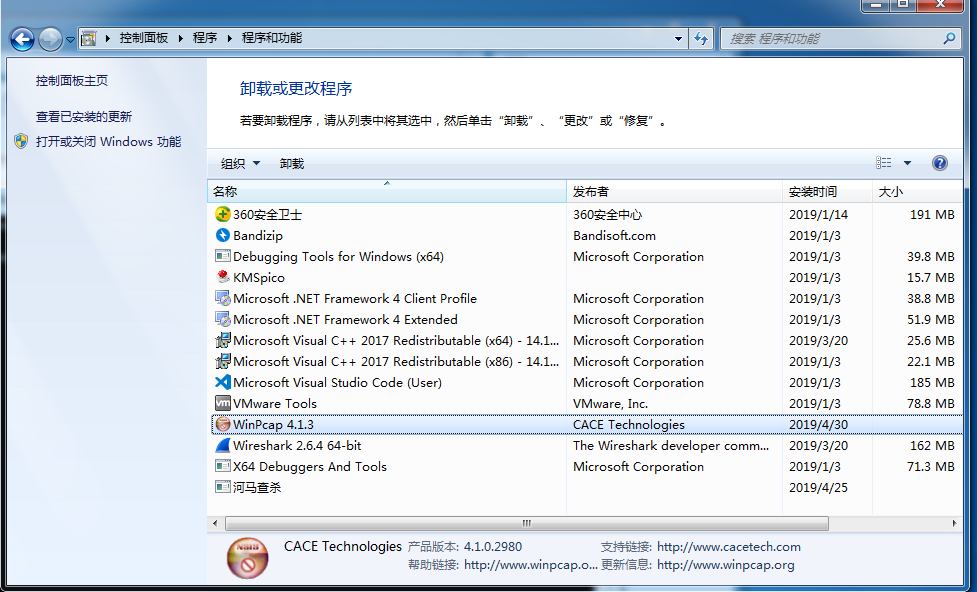 控制面板 程序 程序和功能 搜索 程序和功能
控制面板主页
查看已安装的更新
打开或关闭 Windows 功能
卸载或更改程序
若要卸载程序，请从列表中将其选中，然后单击“卸载”、“更改”或“修复”。
组织 卸载
名称 发布者 安装时间 大小
360安全卫士 360安全中心 2019/1/14 191 MB
Bandizip Bandisoft.com 2019/1/3
Debugging Tools for Windows (x64) Microsoft Corporation 2019/1/3 39.8 MB
KMSpico 2019/1/3 15.7 MB
Microsoft .NET Framework 4 Client Profile Microsoft Corporation 2019/1/3 38.8 MB
Microsoft .NET Framework 4 Extended Microsoft Corporation 2019/1/3 51.9 MB
Microsoft Visual C++ 2017 Redistributable (x64) - 14.1... Microsoft Corporation 2019/3/20 25.6 MB
Microsoft Visual C++ 2017 Redistributable (x86) - 14.1... Microsoft Corporation 2019/1/3 22.1 MB
Microsoft Visual Studio Code (User) Microsoft Corporation 2019/1/3 185 MB
VMware Tools VMware, Inc. 2019/1/3 78.8 MB
WinPcap 4.1.3 CACE Technologies 2019/4/30
Wireshark 2.6.4 64-bit The Wireshark developer comm... 2019/3/20 162 MB
X64 Debuggers And Tools Microsoft Corporation 2019/1/3 71.3 MB
河马查杀 2019/4/25
CACE Technologies 产品版本: 4.1.0.2980 支持链接: http://www.cacetech.com
帮助链接: http://www.winpcap.o... 更新信息: http://www.winpcap.org